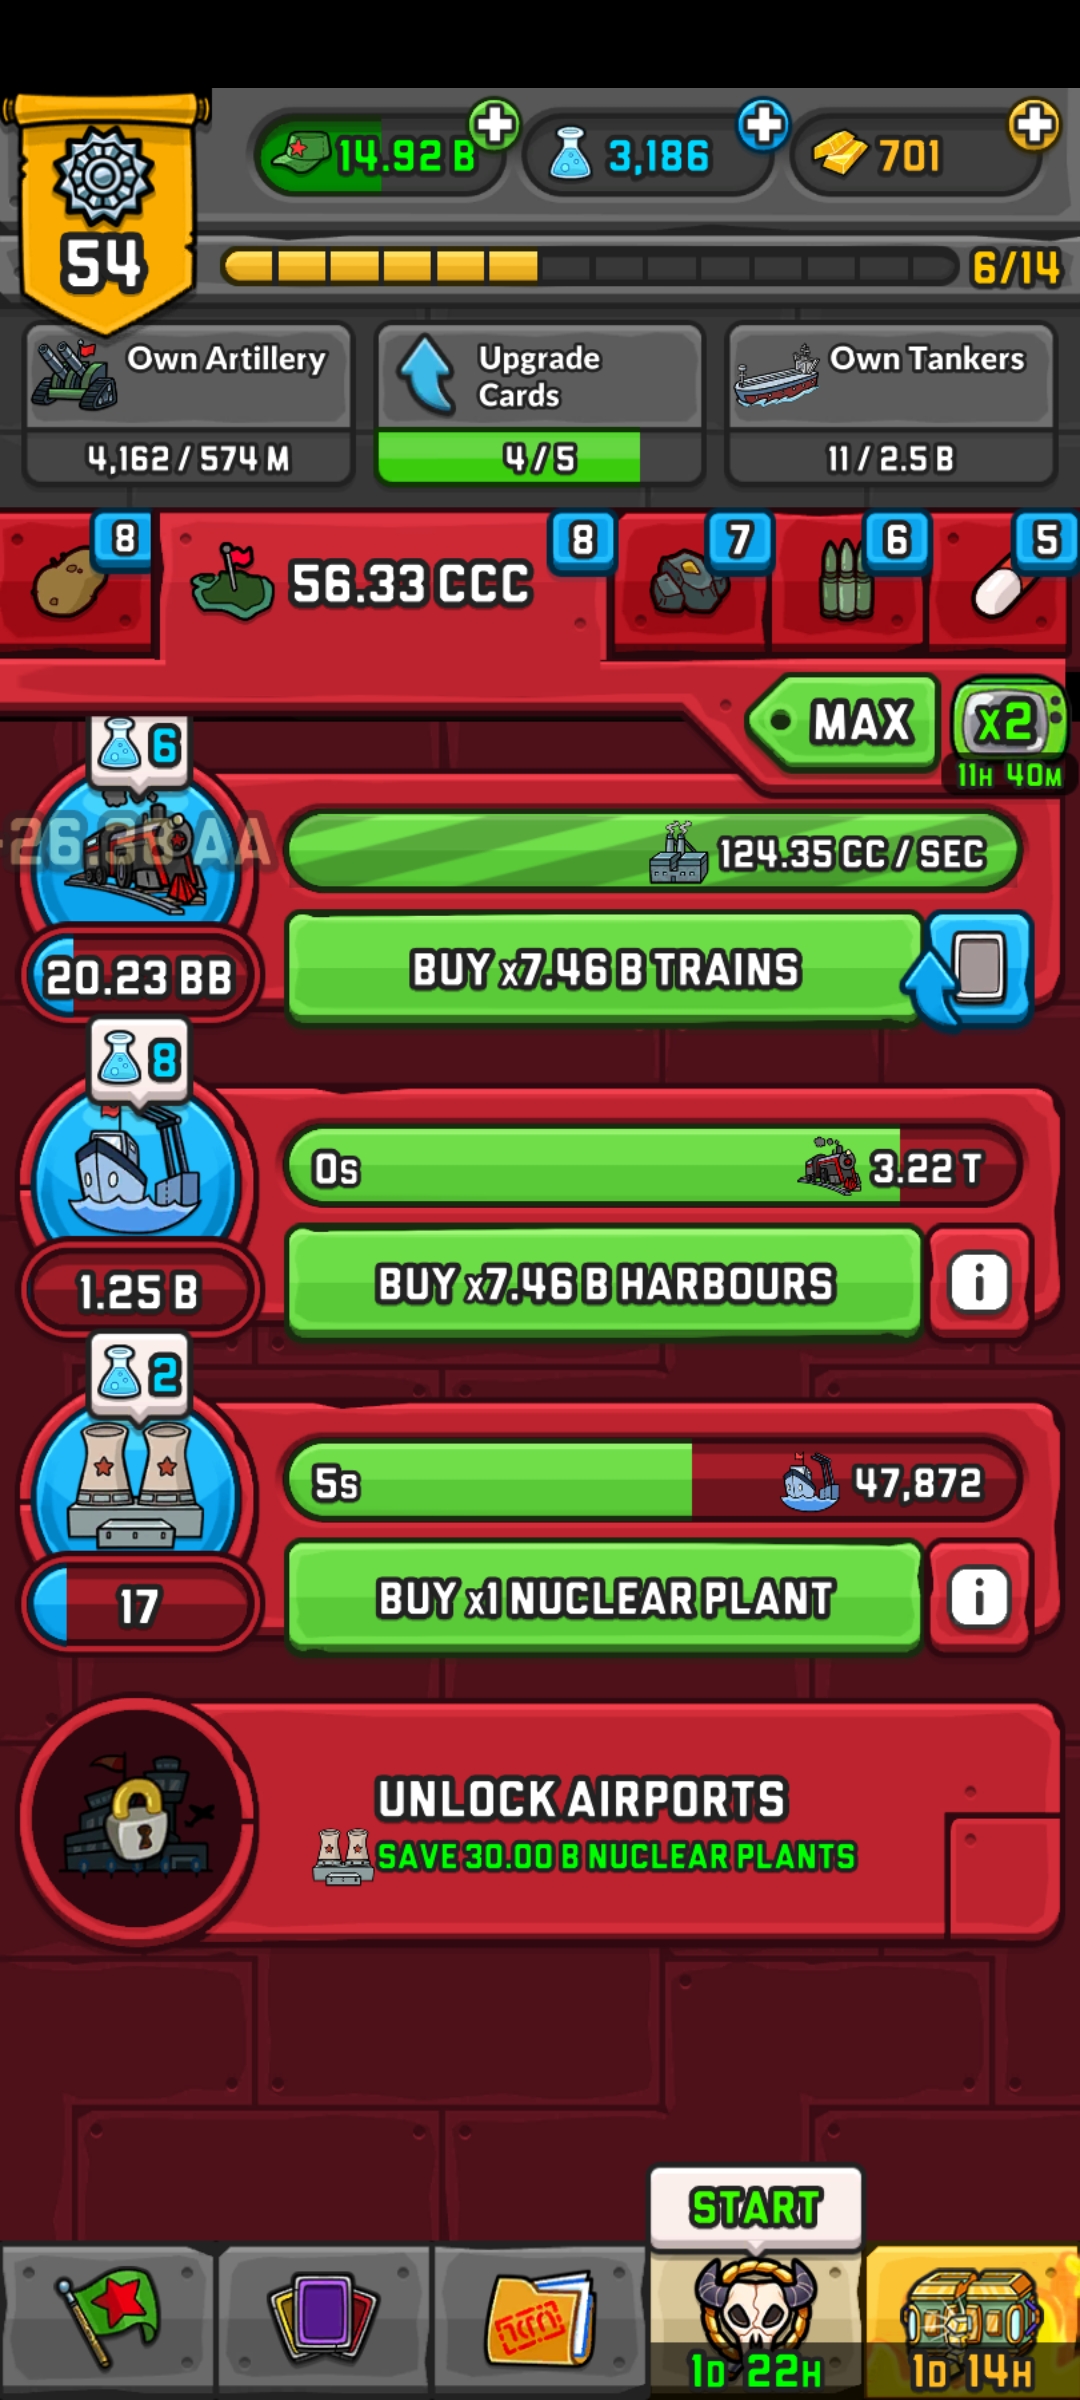 14.92 B
3,186
701
54
6/14
Own Artillery
4,162 / 574 M
Upgrade
Cards
4 / 5
Own Tankers
11 / 2.5 B
8
56.33 CCC
8
7
6
5
MAX
x2
11H 40M
6
124.35 CC / SEC
20.23 BB
BUY x7.46 B TRAINS
8
0s
3.22 T
1.25 B
BUY x7.46 B HARBOURS
i
2
5s
47,872
17
BUY x1 NUCLEAR PLANT
i
UNLOCK AIRPORTS
SAVE 30.00 B NUCLEAR PLANTS
START
1D 22H
1D 14H